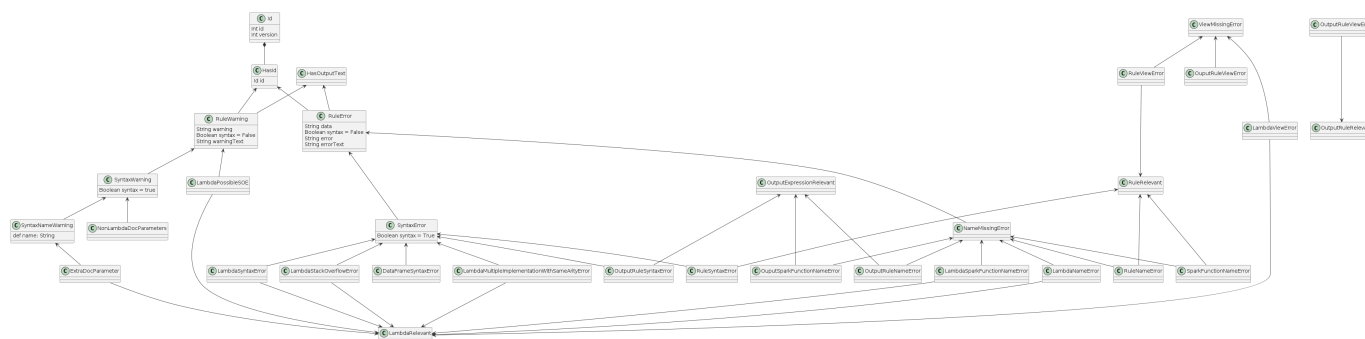 C Id
Int id
Int version
C ViewMissingError
C OutputRuleViewEr
C HasId
Id id
C HasOutputText
C RuleViewError
C OuputRuleViewError
C RuleWarning
String warning
Boolean syntax = False
String warningText
C RuleError
String data
Boolean syntax = False
String error
String errorText
C LambdaViewError
C OutputRuleRelev
C SyntaxWarning
Boolean syntax = true
C LambdaPossibleSOE
C OutputExpressionRelevant
C RuleRelevant
C SyntaxNameWarning
def name: String
C NonLambdaDocParameters
C SyntaxError
Boolean syntax = True
C NameMissingError
C ExtraDocParameter
C LambdaSyntaxError
C LambdaStackOverflowError
C DataFrameSyntaxError
C LambdaMultipleImplementationWithSameArityError
C OutputRuleSyntaxError
C RuleSyntaxError
C OuputSparkFunctionNameError
C OutputRuleNameError
C LambdaSparkFunctionNameError
C LambdaNameError
C RuleNameError
C SparkFunctionNameError
C LambdaRelevant